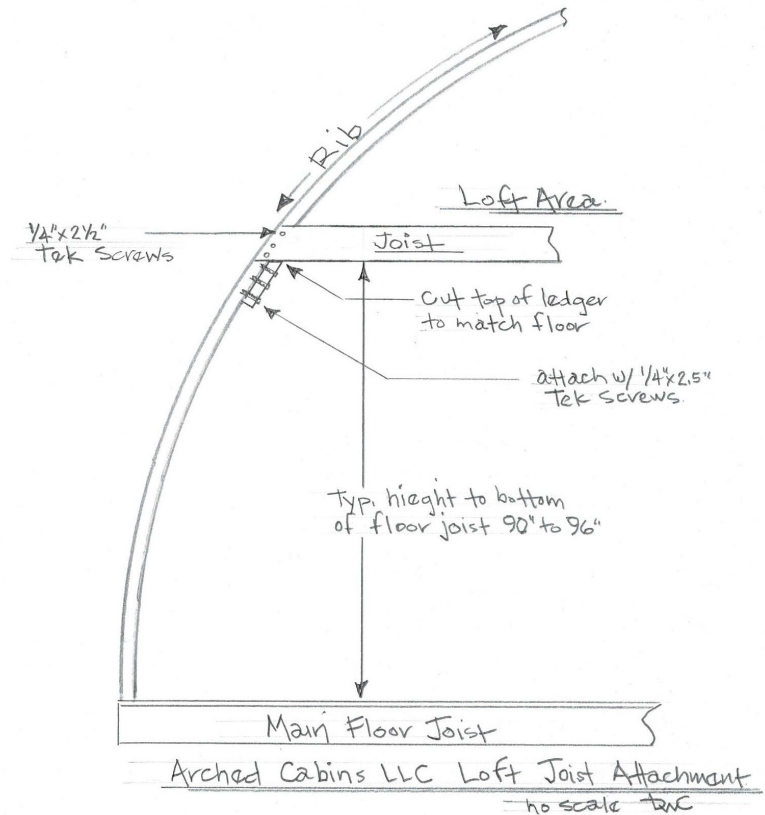 Rib
Loft Area.
1/4"x2 1/2"
Tek Screws
Joist
Cut top of ledger
to match floor
attach w/ 1/4"x2.5"
Tek Screws.
Typ. hieght to bottom
of floor joist 90" to 96"
Main Floor Joist
Arched Cabins LLC Loft Joist Attachment
no scale